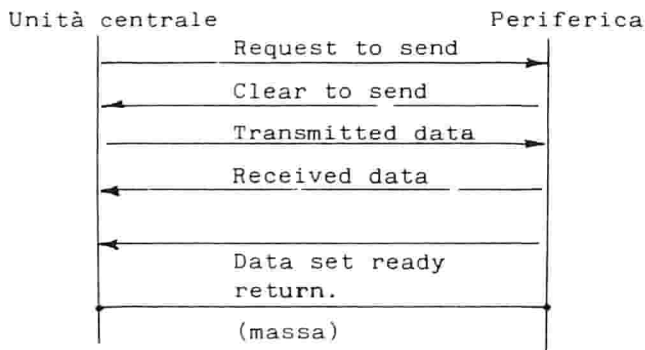 Unità centrale Periferica
Request to send
Clear to send
Transmitted data
Received data
Data set ready
return.
(massa)